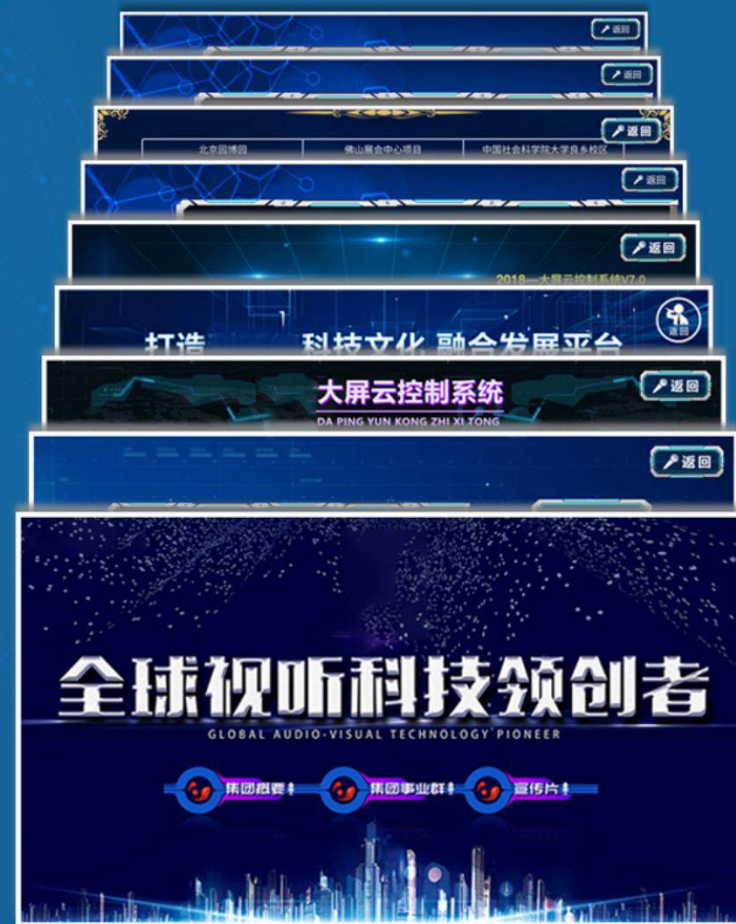 返回
返回
返回
北京园博园 佛山展会中心项目 中国社会科学院大学良乡校区
返回
返回
2018—大屏云控制系统V7.0
返回
打造 科技文化 融合发展平台
大屏云控制系统 返回
DA PING YUN KONG ZHI XI TONG
返回
全球视听科技领创者
GLOBAL AUDIO-VISUAL TECHNOLOGY PIONEER
集团概要 集团事业群 宣传片